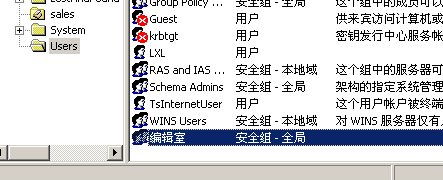 sales
System
Users
Group Policy ... 安全组 - 全局 这个组中的成员可以
Guest 用户 供来宾访问计算机或
krbtgt 用户 密钥发行中心服务帐
LXL 用户
RAS and IAS ... 安全组 - 本地域 这个组中的服务器可
Schema Admins 安全组 - 全局 架构的指定系统管理
TsInternetUser 用户 这个用户帐户被终端
WINS Users 安全组 - 本地域 对 WINS 服务器仅有
编辑室 安全组 - 全局